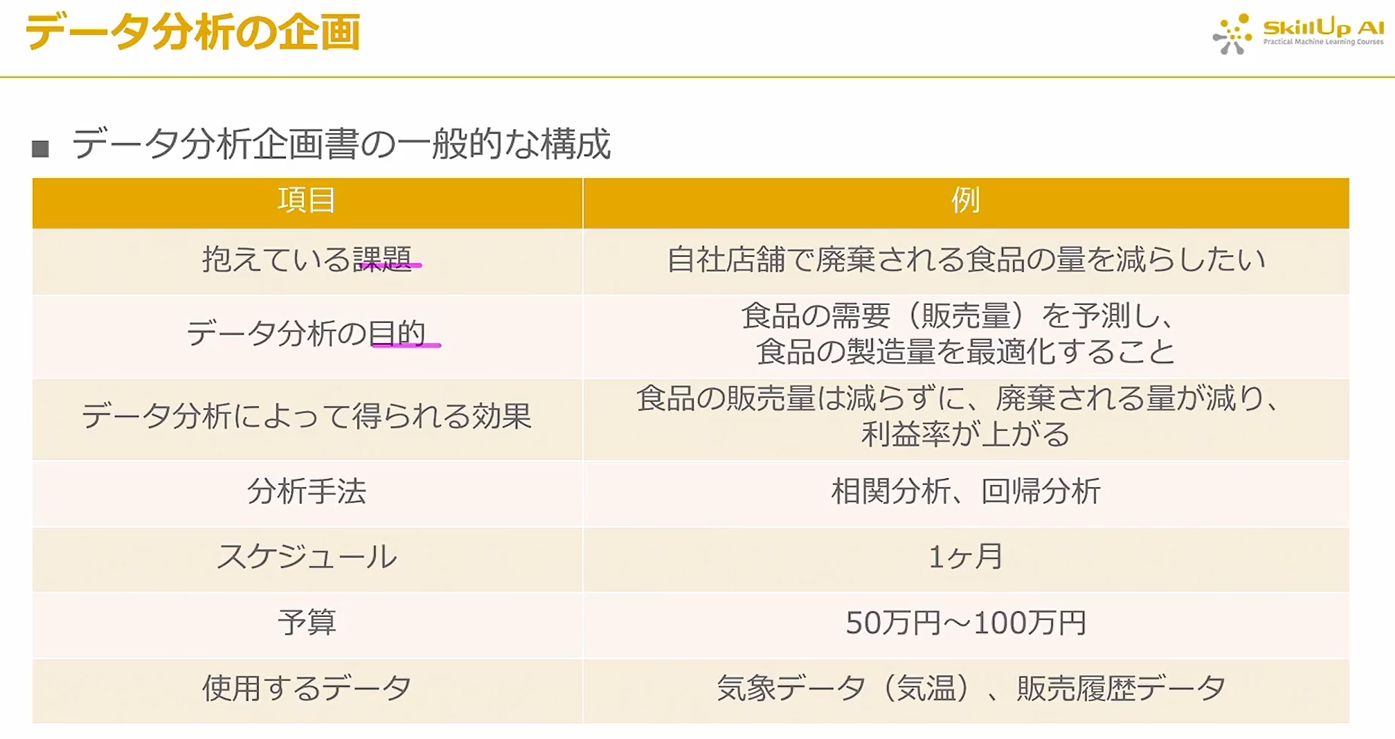 データ分析の企画
SkillUp AI
Practical Machine Learning Courses
■ データ分析企画書の一般的な構成
項目
例
抱えている課題
自社店舗で廃棄される食品の量を減らしたい
データ分析の目的
食品の需要（販売量）を予測し、
食品の製造量を最適化すること
データ分析によって得られる効果
食品の販売量は減らずに、廃棄される量が減り、
利益率が上がる
分析手法
相関分析、回帰分析
スケジュール
1ヶ月
予算
50万円～100万円
使用するデータ
気象データ（気温）、販売履歴データ